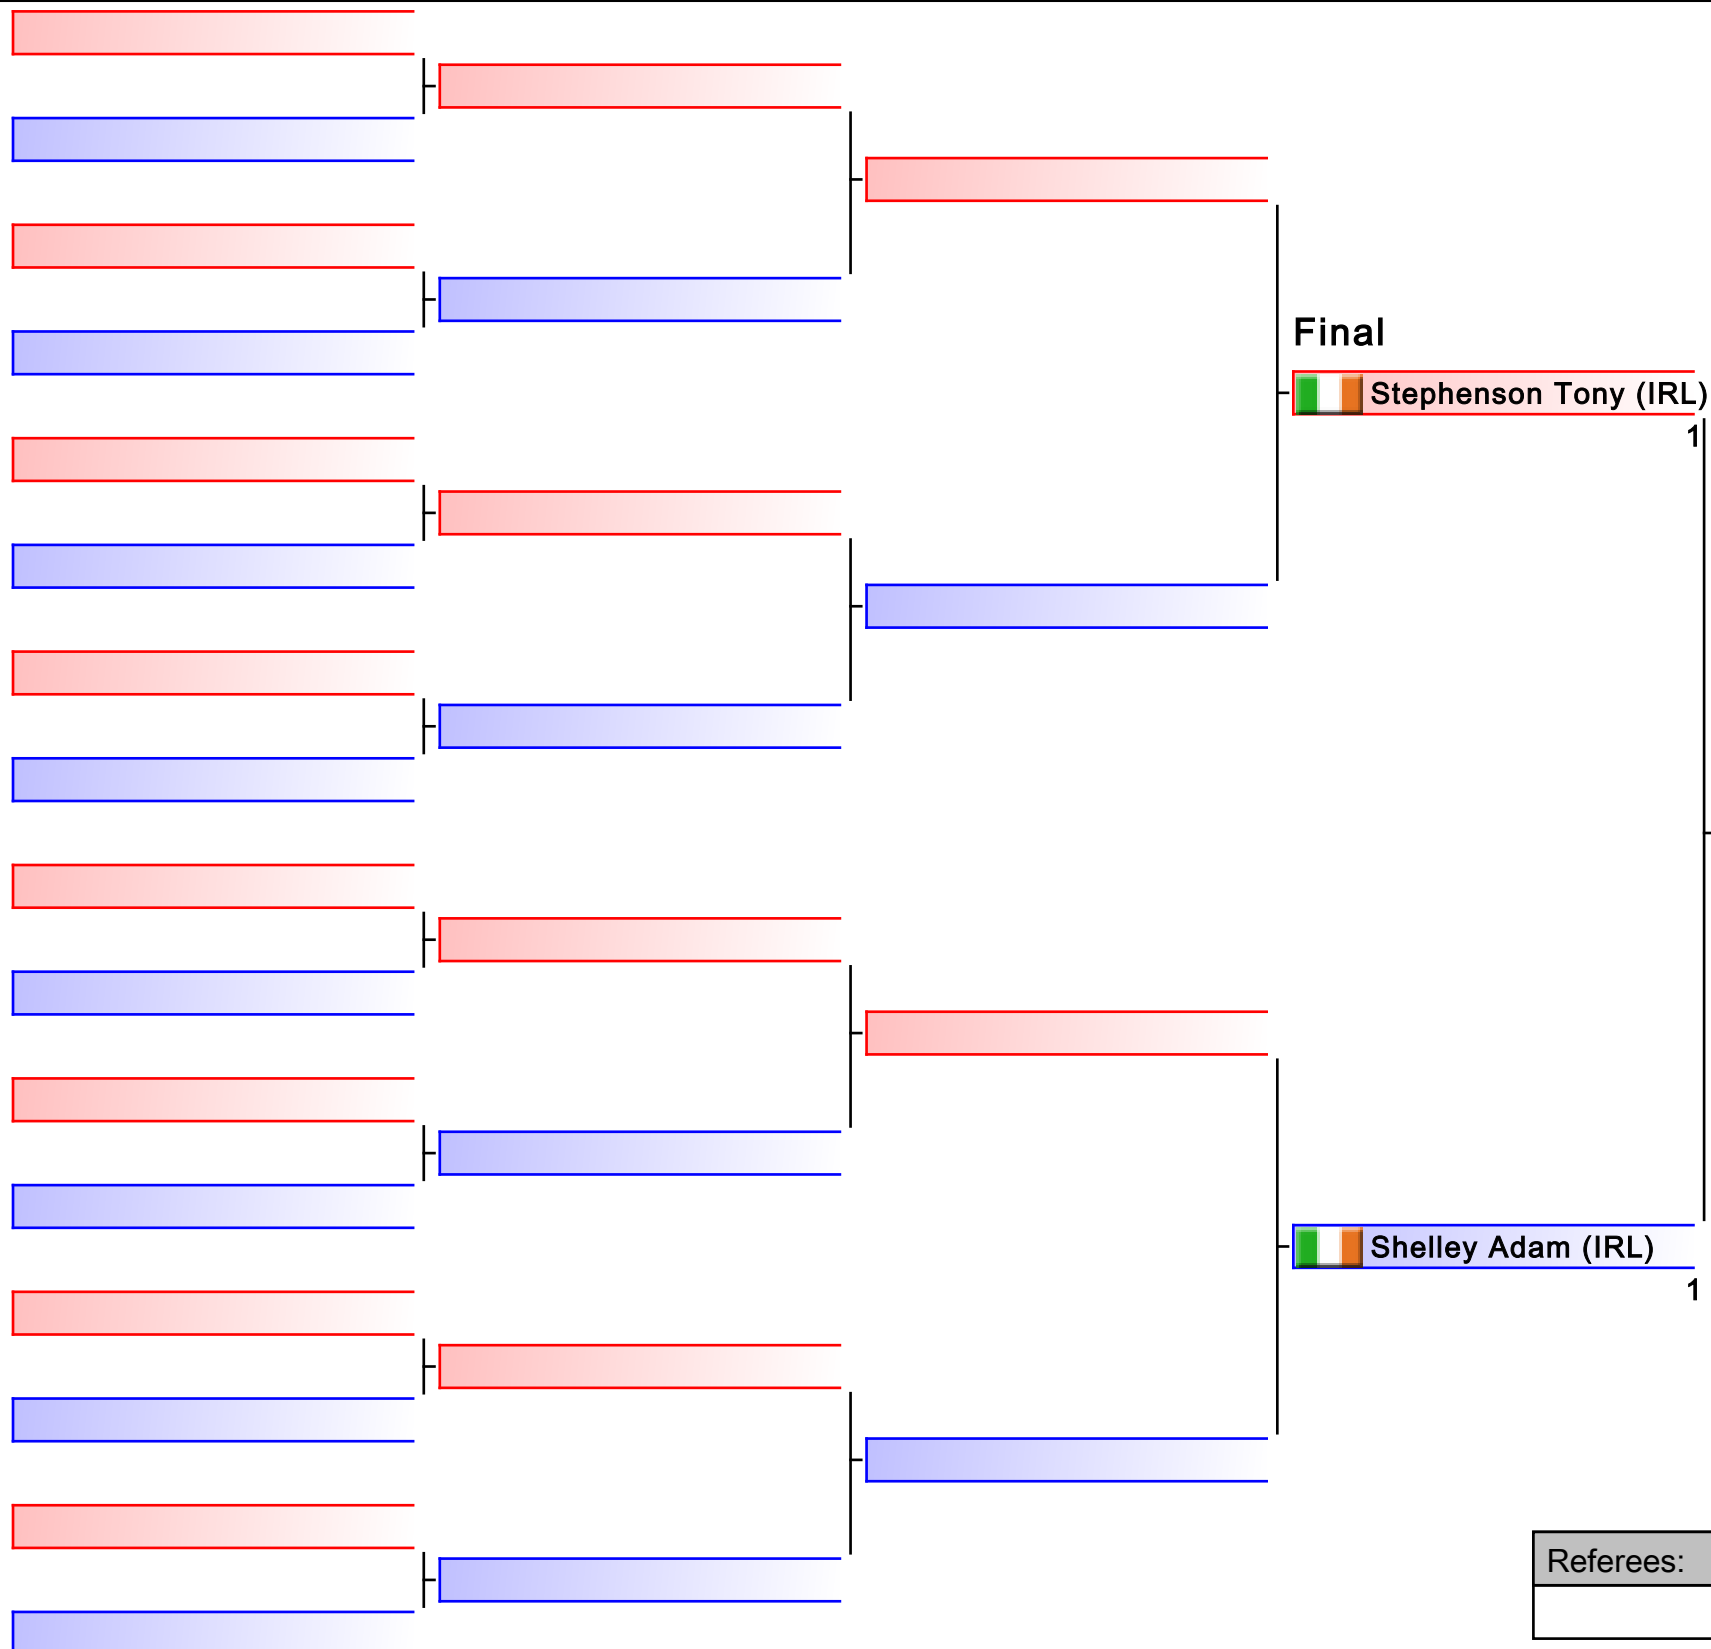 Final
Stephenson Tony (IRL)
1
Shelley Adam (IRL)
1
Referees: